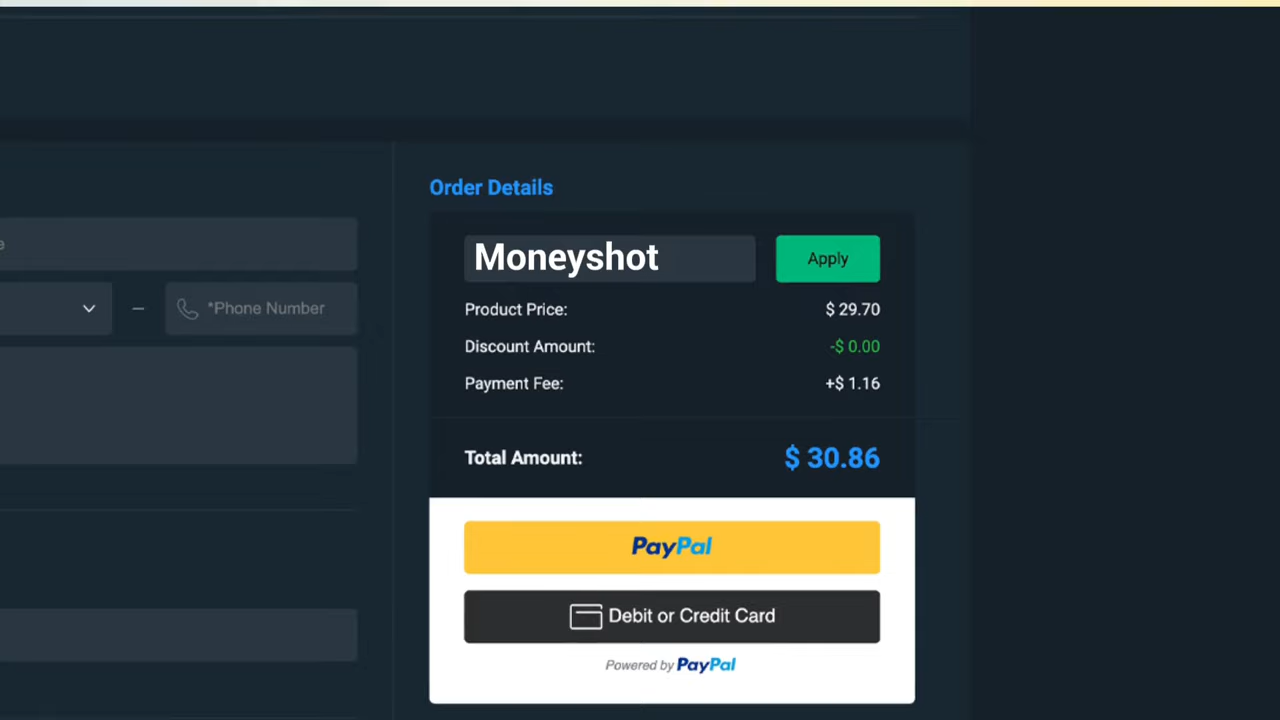 Order Details
Moneyshot
Apply
Product Price: $ 29.70
Discount Amount: -$ 0.00
Payment Fee: +$ 1.16
*Phone Number
Total Amount: $ 30.86
PayPal
Debit or Credit Card
Powered by PayPal